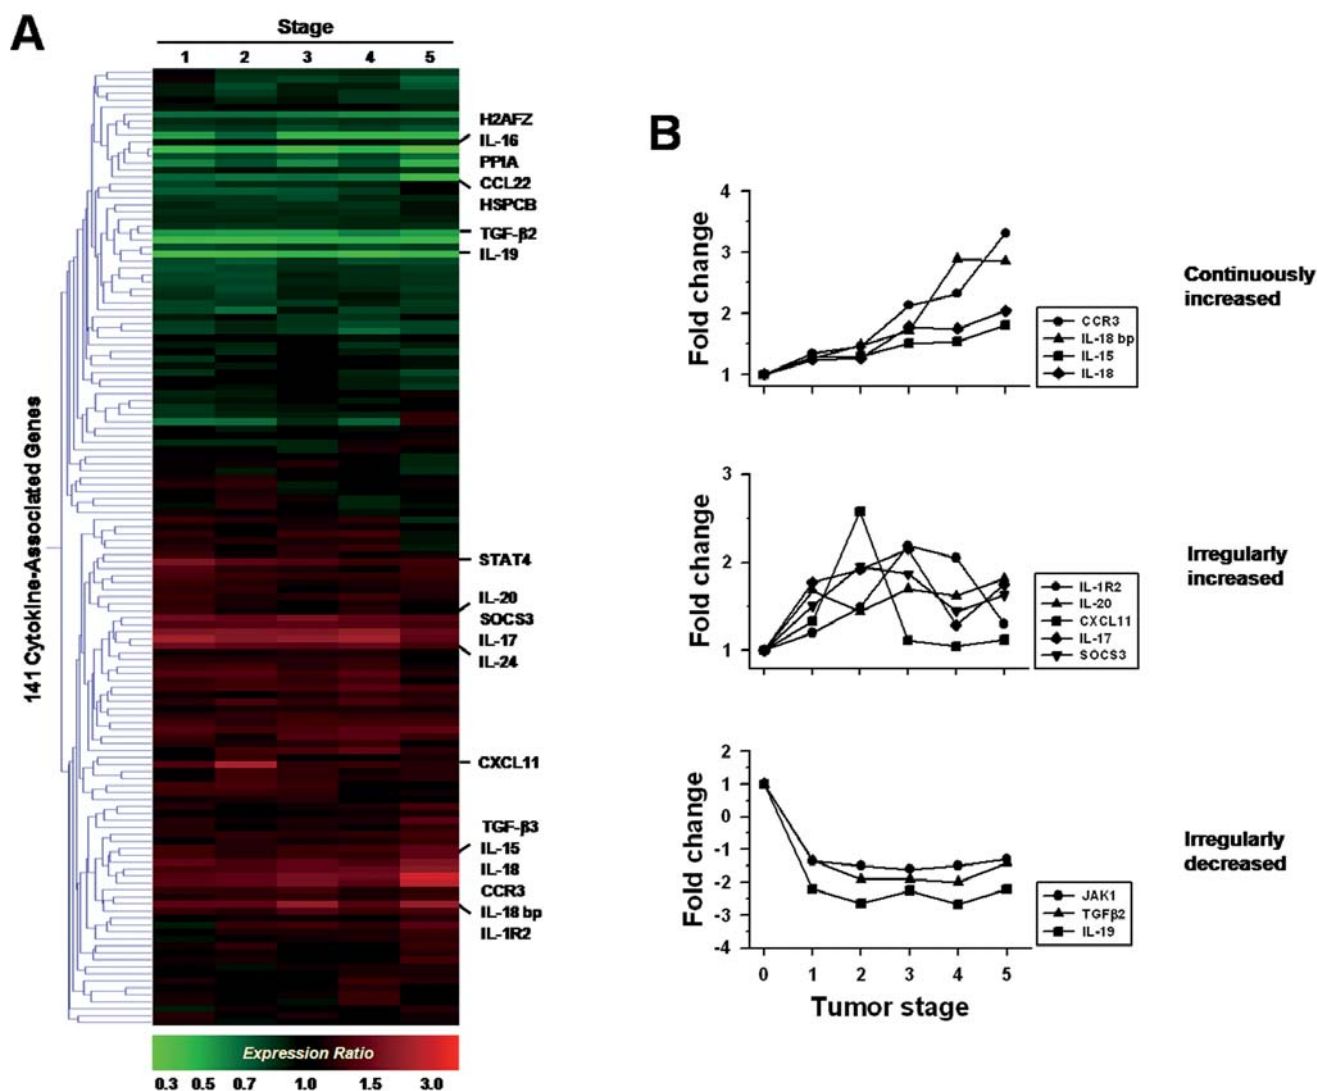 A
Stage
1 2 3 4 5
141 Cytokine-Associated Genes
H2AFZ
IL-16
PPIA
CCL22
HSPCB
TGF-β2
IL-19
STAT4
IL-20
SOCS3
IL-17
IL-24
CXCL11
TGF-β3
IL-15
IL-18
CCR3
IL-18 bp
IL-1R2
Expression Ratio
0.3 0.5 0.7 1.0 1.5 3.0
B
Fold change
4
3
2
1
CCR3
IL-18 bp
IL-15
IL-18
Continuously
increased
Fold change
3
2
1
IL-1R2
IL-20
CXCL11
IL-17
SOCS3
Irregularly
increased
Fold change
2
1
0
-1
-2
-3
-4
0 1 2 3 4 5
Tumor stage
JAK1
TGFβ2
IL-19
Irregularly
decreased